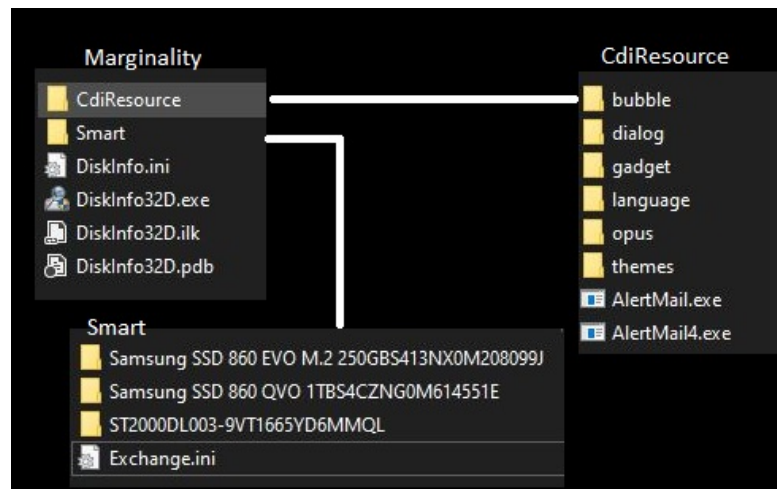 Marginality
CdiResource
Smart
DiskInfo.ini
DiskInfo32D.exe
DiskInfo32D.ilk
DiskInfo32D.pdb
CdiResource
bubble
dialog
gadget
language
opus
themes
AlertMail.exe
AlertMail4.exe
Smart
Samsung SSD 860 EVO M.2 250GBS413NX0M208099J
Samsung SSD 860 QVO 1TBS4CZNG0M614551E
ST2000DL003-9VT1665YD6MMQL
Exchange.ini